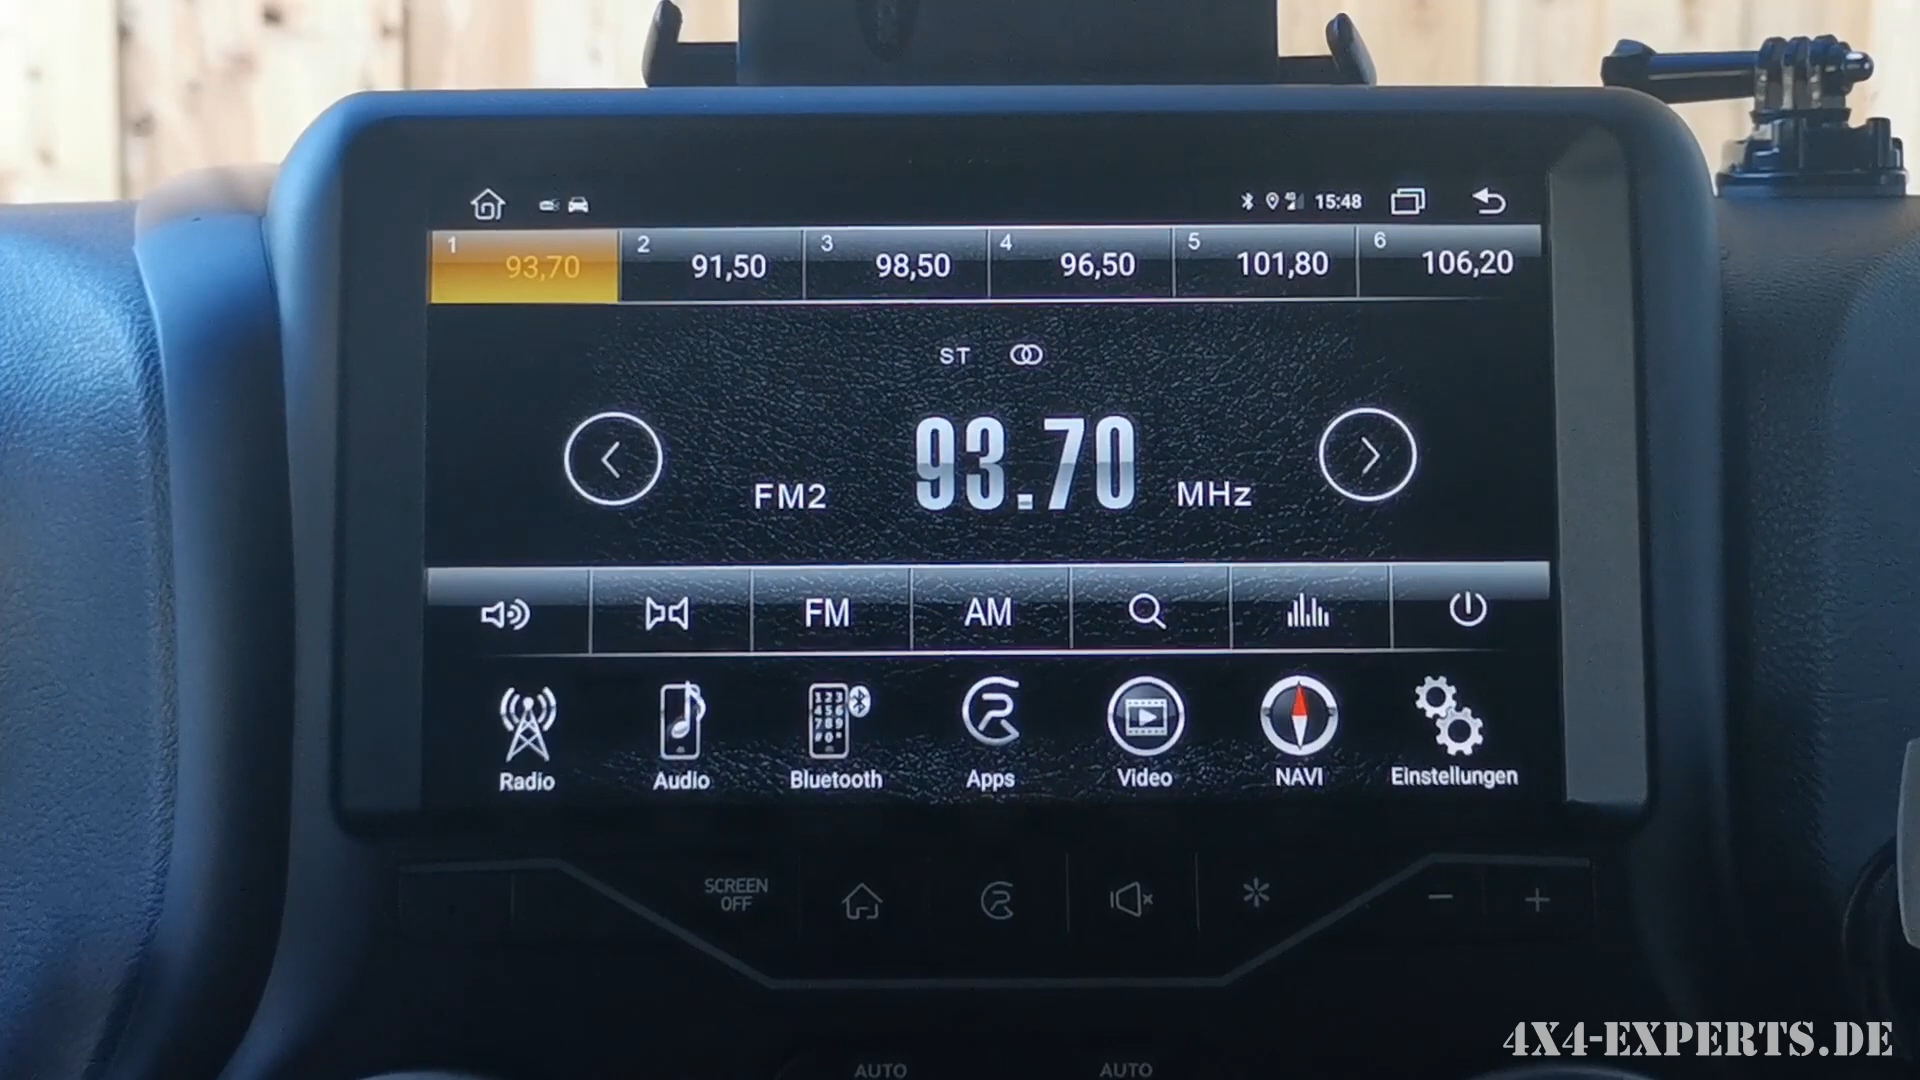 15:48
1 93,70
2 91,50
3 98,50
4 96,50
5 101,80
6 106,20
ST
FM2 93.70 MHz
FM AM
Radio Audio Bluetooth Apps Video NAVI Einstellungen
SCREEN
OFF
AUTO AUTO
4X4-EXPERTS.DE